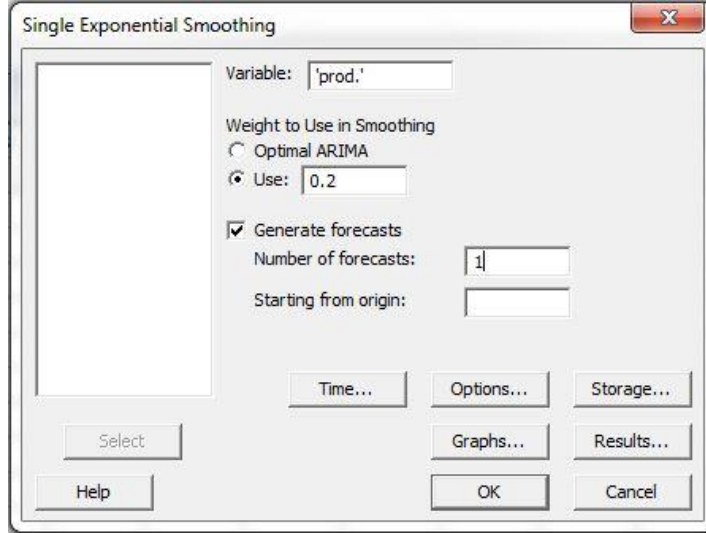 Single Exponential Smoothing
Variable: 'prod.'
Weight to Use in Smoothing
Optimal ARIMA
Use: 0.2
Generate forecasts
Number of forecasts: 1
Starting from origin:
Time... Options... Storage...
Select Graphs... Results...
Help OK Cancel